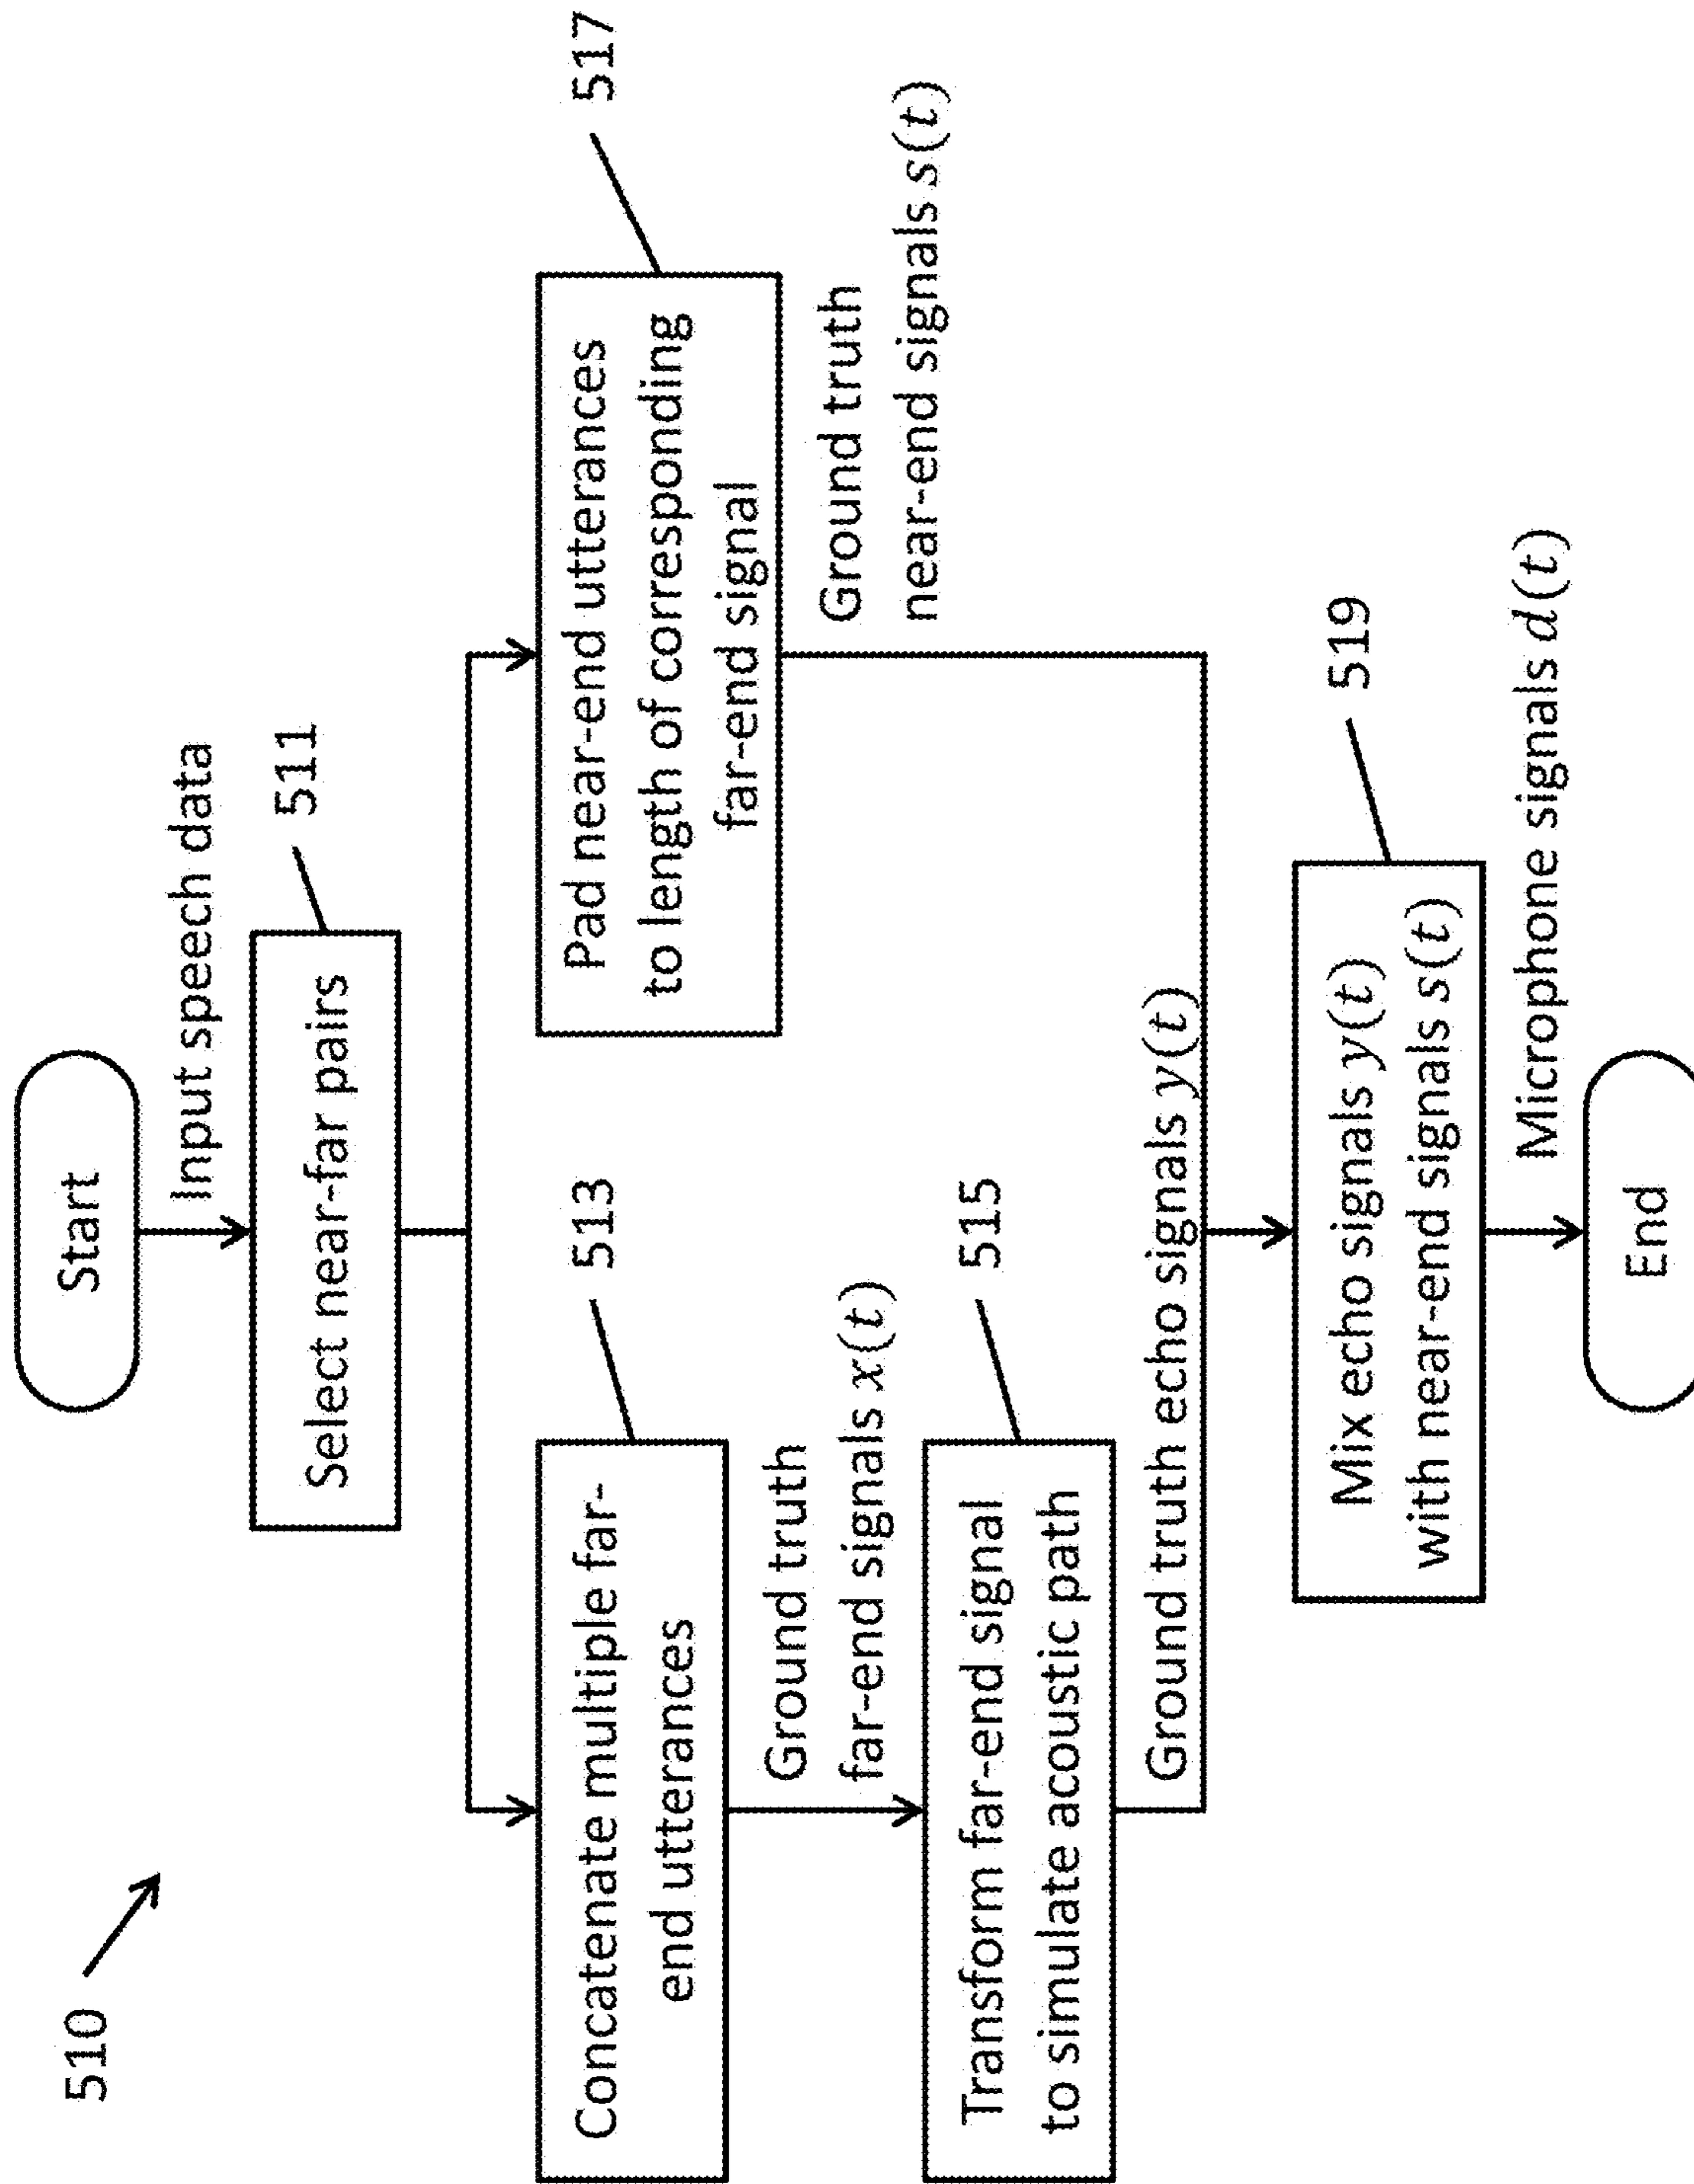 510
Start
Input speech data
511
Select near-far pairs
513
Concatenate multiple far-
end utterances
517
Pad near-end utterances
to length of corresponding
far-end signal
Ground truth
far-end signals x(t)
Ground truth
near-end signals s(t)
515
Transform far-end signal
to simulate acoustic path
Ground truth echo signals y(t)
519
Mix echo signals y(t)
with near-end signals s(t)
Microphone signals d(t)
End